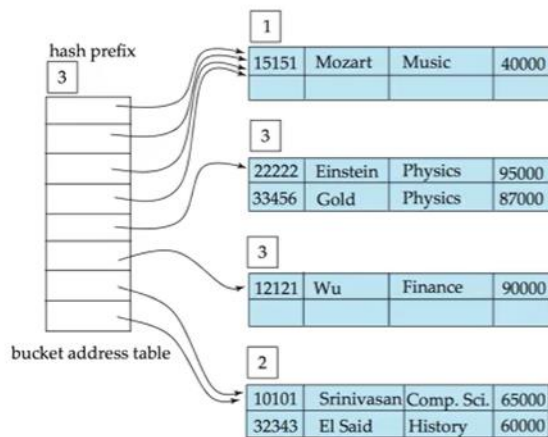 hash prefix
3
1
15151 Mozart Music 40000
3
22222 Einstein Physics 95000
33456 Gold Physics 87000
3
12121 Wu Finance 90000
bucket address table
2
10101 Srinivasan Comp. Sci. 65000
32343 El Said History 60000